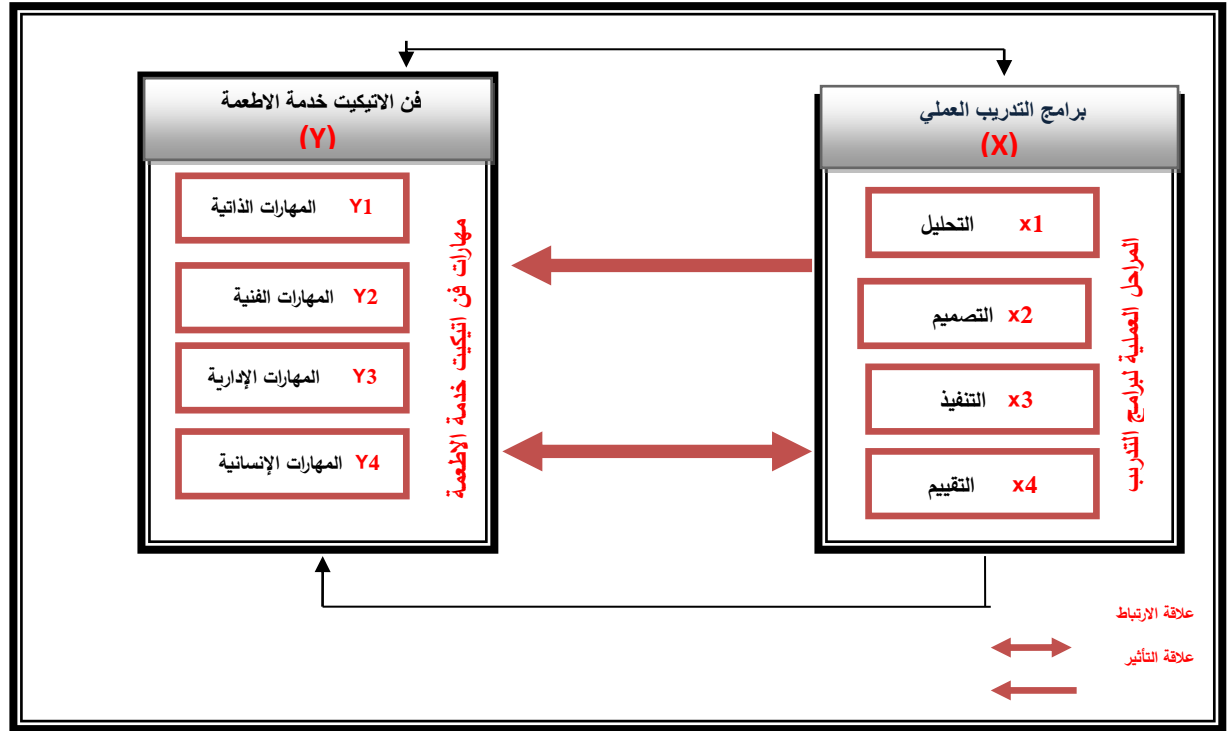 برامج التدريب العملي
(X)
x1 التحليل
x2 التصميم
x3 التنفيذ
x4 التقييم
المراحل العملية لبرامج التدريب
فن الاتيكيت خدمة الاطعمة
(Y)
Y1 المهارات الذاتية
Y2 المهارات الفنية
Y3 المهارات الإدارية
Y4 المهارات الإنسانية
مهارات فن اتيكيت خدمة الاطعمة
علاقة الارتباط
علاقة التأثير